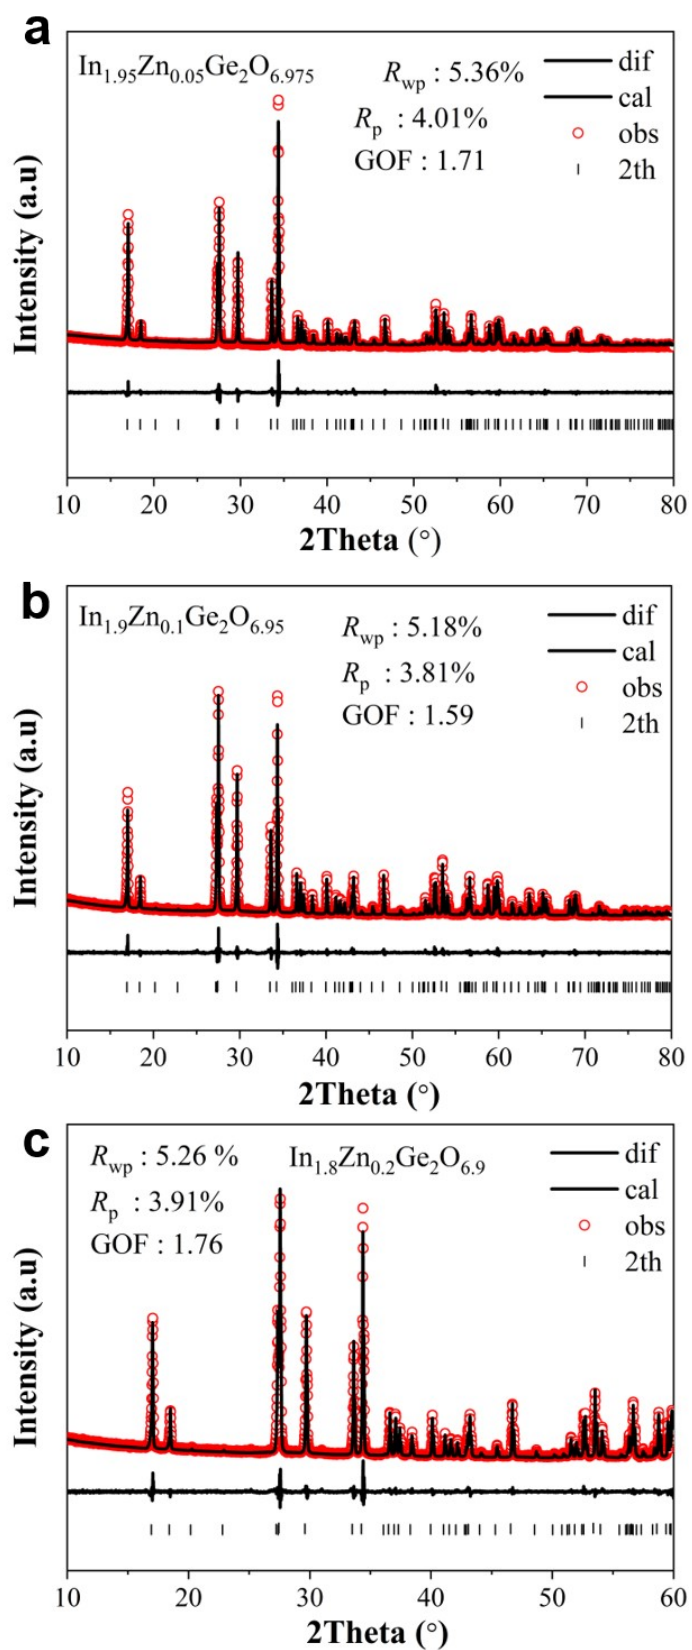 a
In1.95Zn0.05Ge2O6.975
Rwp : 5.36%
Rp : 4.01%
GOF : 1.71
dif
cal
obs
2th
Intensity (a.u)
10 20 30 40 50 60 70 80
2Theta (°)
b
In1.9Zn0.1Ge2O6.95
Rwp : 5.18%
Rp : 3.81%
GOF : 1.59
dif
cal
obs
2th
Intensity (a.u)
10 20 30 40 50 60 70 80
2Theta (°)
c
Rwp : 5.26 %
Rp : 3.91%
GOF : 1.76
In1.8Zn0.2Ge2O6.9
dif
cal
obs
2th
Intensity (a.u)
10 20 30 40 50 60
2Theta (°)